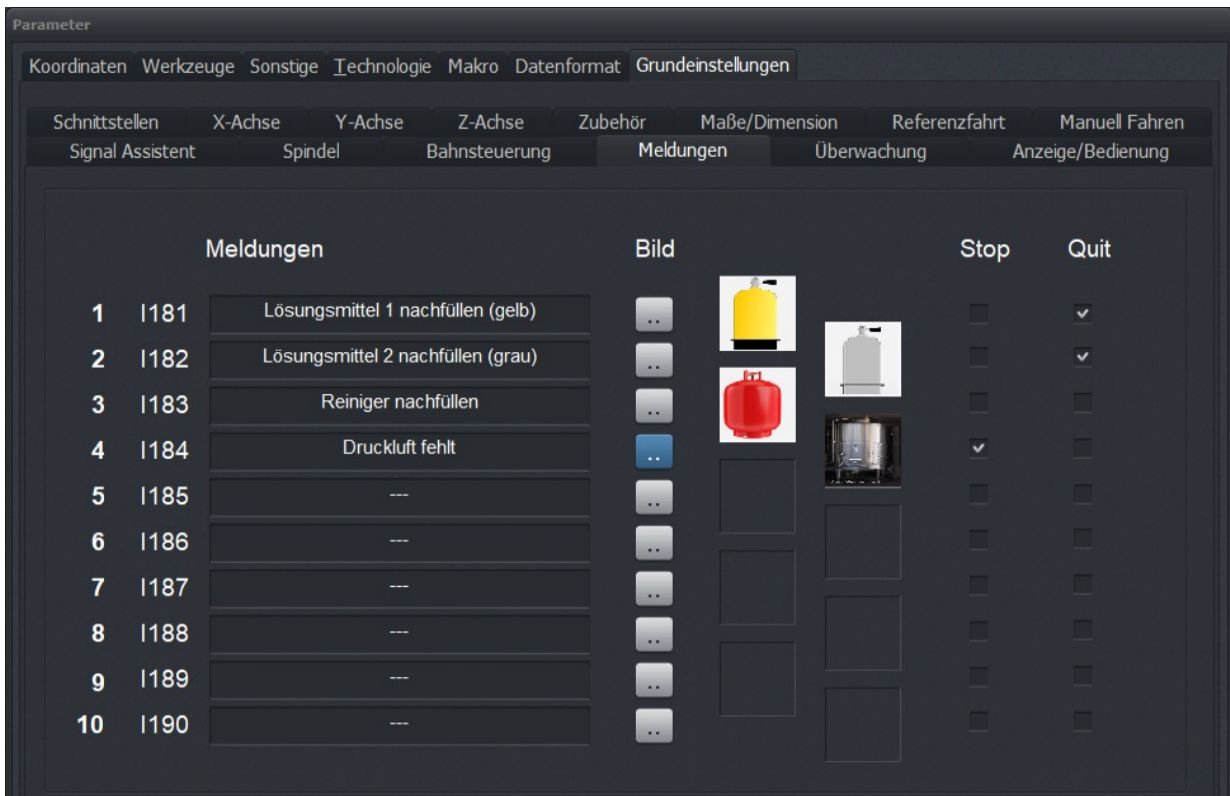 Parameter
Koordinaten Werkzeuge Sonstige Technologie Makro Datenformat Grundeinstellungen
Schnittstellen X-Achse Y-Achse Z-Achse Zubehör Maße/Dimension Referenzfahrt Manuell Fahren
Signal Assistent Spindel Bahnsteuerung Meldungen Überwachung Anzeige/Bedienung
Meldungen Bild Stop Quit
1 I181 Lösungsmittel 1 nachfüllen (gelb) ..
2 I182 Lösungsmittel 2 nachfüllen (grau) ..
3 I183 Reiniger nachfüllen ..
4 I184 Druckluft fehlt ..
5 I185 --- ..
6 I186 --- ..
7 I187 --- ..
8 I188 --- ..
9 I189 --- ..
10 I190 --- ..